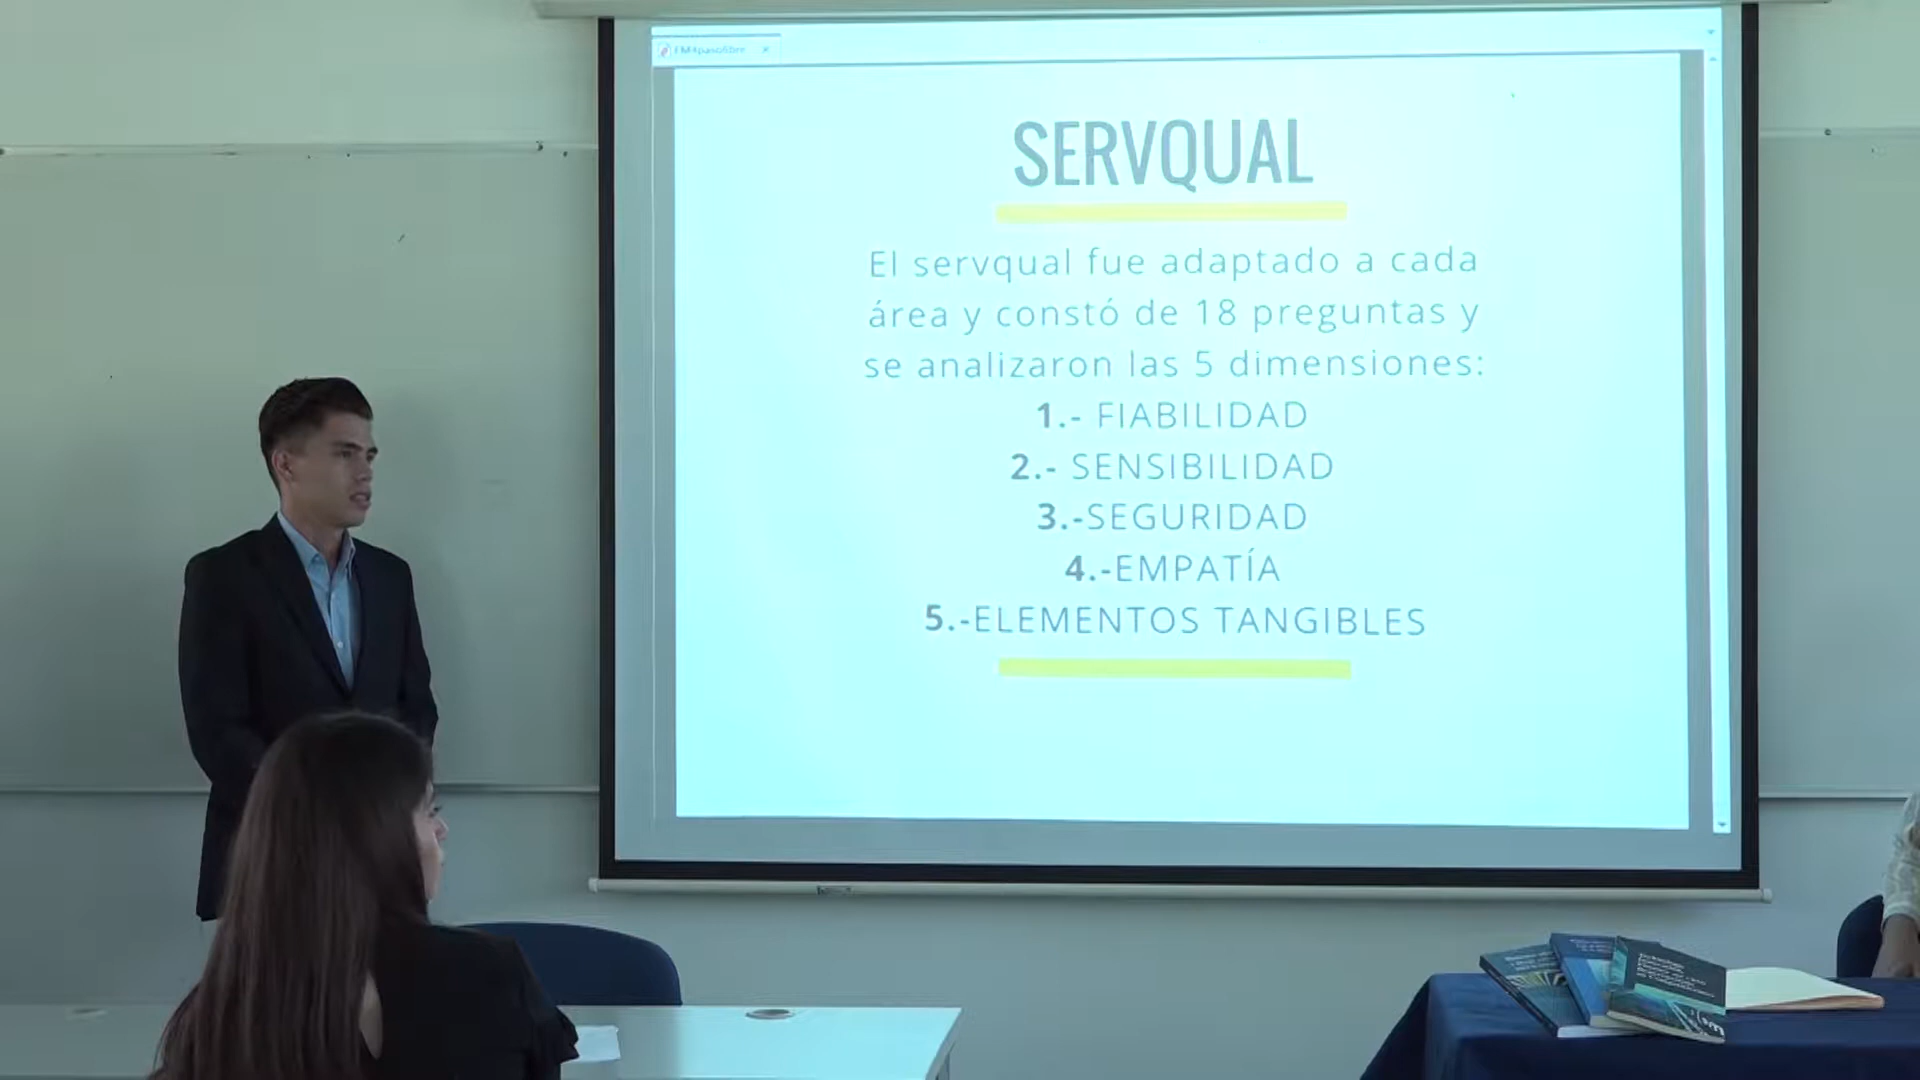 SERVQUAL
El servqual fue adaptado a cada
área y constó de 18 preguntas y
se analizaron las 5 dimensiones:
1.- FIABILIDAD
2.- SENSIBILIDAD
3.-SEGURIDAD
4.-EMPATÍA
5.-ELEMENTOS TANGIBLES